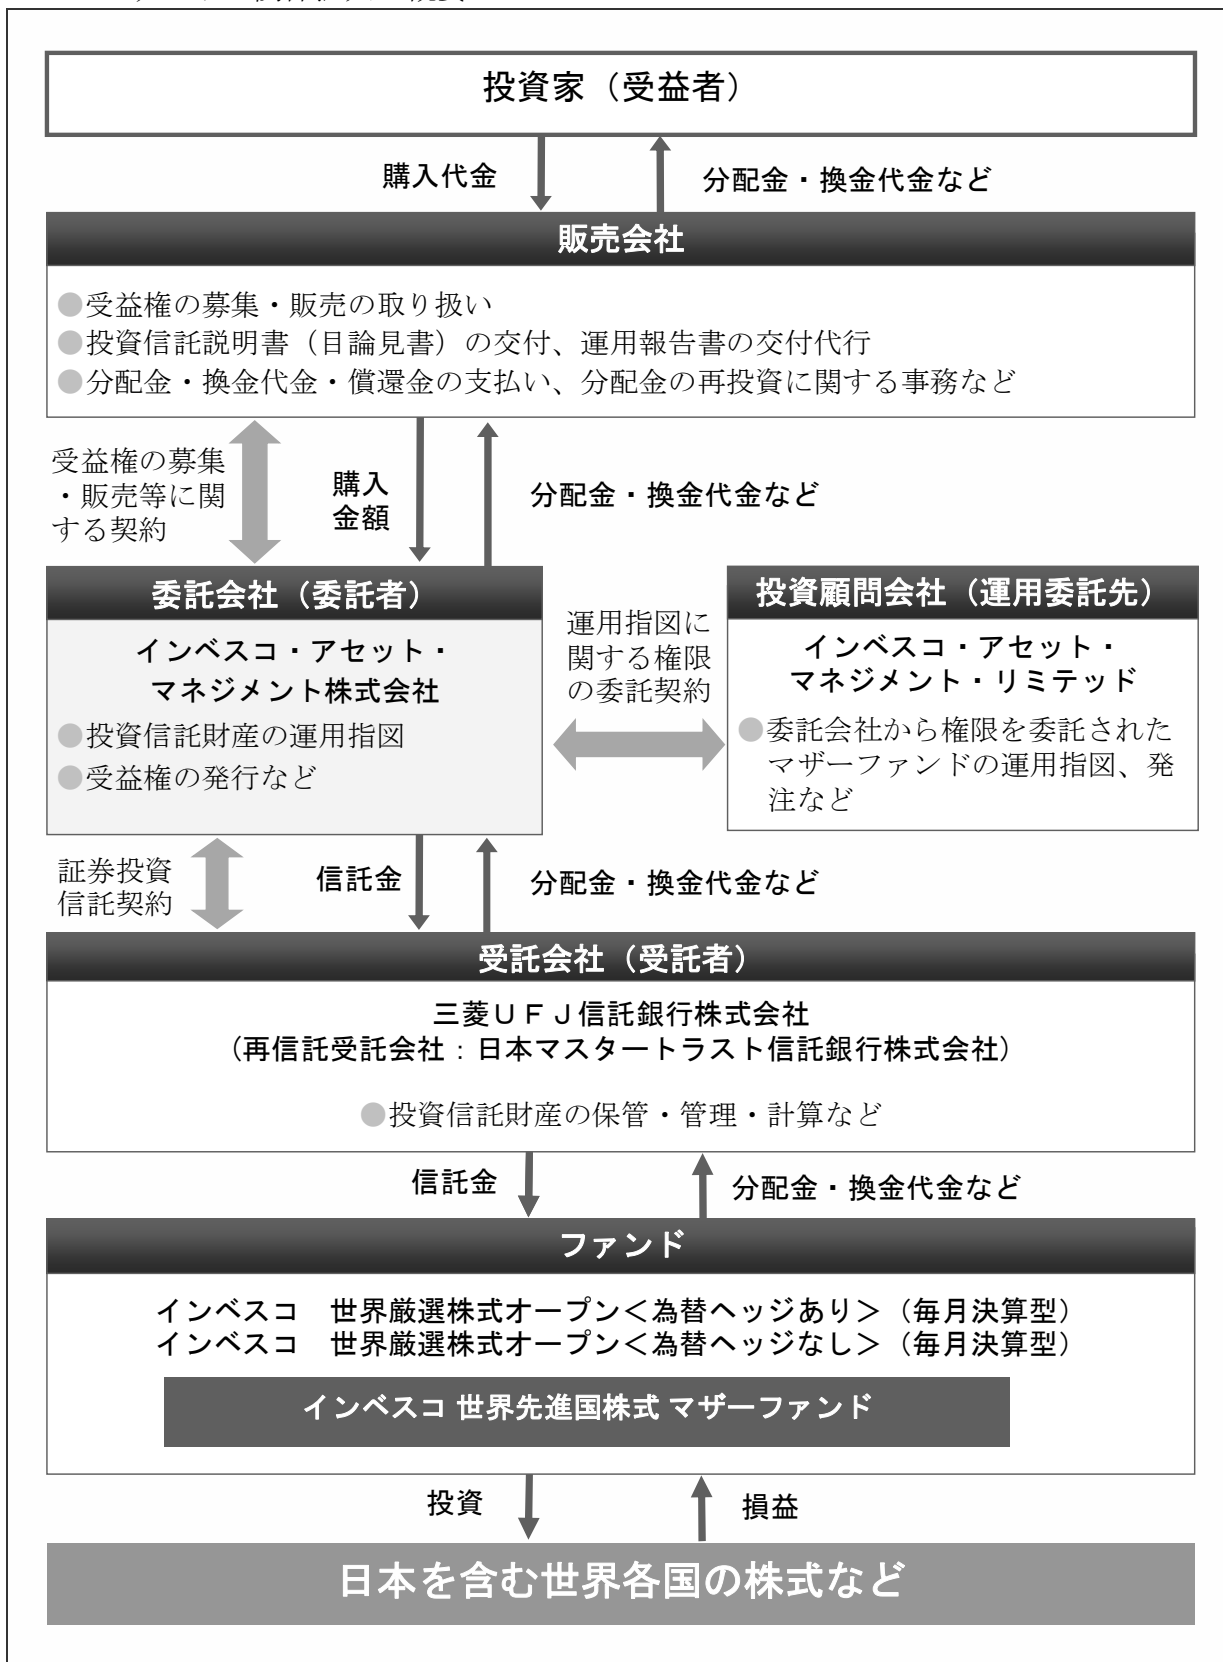 投資家（受益者）
購入代金
分配金・換金代金など
販売会社
●受益権の募集・販売の取り扱い
●投資信託説明書（目論見書）の交付、運用報告書の交付代行
●分配金・換金代金・償還金の支払い、分配金の再投資に関する事務など
受益権の募集
・販売等に関
する契約
購入
金額
分配金・換金代金など
委託会社（委託者）
インベスコ・アセット・
マネジメント株式会社
●投資信託財産の運用指図
●受益権の発行など
運用指図に
関する権限
の委託契約
投資顧問会社（運用委託先）
インベスコ・アセット・
マネジメント・リミテッド
●委託会社から権限を委託された
マザーファンドの運用指図、発
注など
証券投資
信託契約
信託金
分配金・換金代金など
受託会社（受託者）
三菱ＵＦＪ信託銀行株式会社
（再信託受託会社：日本マスタートラスト信託銀行株式会社）
●投資信託財産の保管・管理・計算など
信託金
分配金・換金代金など
ファンド
インベスコ　世界厳選株式オープン＜為替ヘッジあり＞（毎月決算型）
インベスコ　世界厳選株式オープン＜為替ヘッジなし＞（毎月決算型）
インベスコ 世界先進国株式 マザーファンド
投資
損益
日本を含む世界各国の株式など